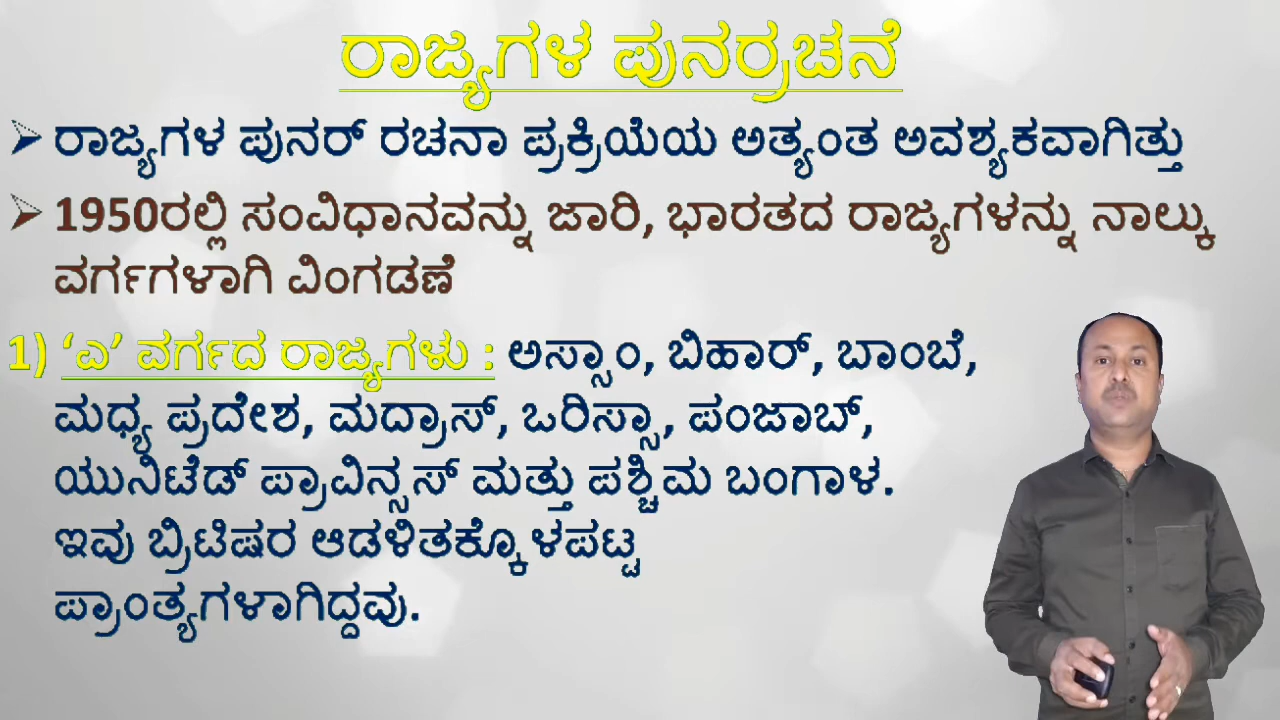 ರಾಜ್ಯಗಳ ಪುನರ್ರಚನೆ
➢ ರಾಜ್ಯಗಳ ಪುನರ್ ರಚನಾ ಪ್ರಕ್ರಿಯೆಯ ಅತ್ಯಂತ ಅವಶ್ಯಕವಾಗಿತ್ತು
➢ 1950ರಲ್ಲಿ ಸಂವಿಧಾನವನ್ನು ಜಾರಿ, ಭಾರತದ ರಾಜ್ಯಗಳನ್ನು ನಾಲ್ಕು
ವರ್ಗಗಳಾಗಿ ವಿಂಗಡಣೆ
1) ‘ಎ’ ವರ್ಗದ ರಾಜ್ಯಗಳು : ಅಸ್ಸಾಂ, ಬಿಹಾರ್, ಬಾಂಬೆ,
ಮಧ್ಯ ಪ್ರದೇಶ, ಮದ್ರಾಸ್, ಒರಿಸ್ಸಾ, ಪಂಜಾಬ್,
ಯುನಿಟೆಡ್ ಪ್ರಾವಿನ್ಸಸ್ ಮತ್ತು ಪಶ್ಚಿಮ ಬಂಗಾಳ.
ಇವು ಬ್ರಿಟಿಷರ ಆಡಳಿತಕ್ಕೊಳಪಟ್ಟ
ಪ್ರಾಂತ್ಯಗಳಾಗಿದ್ದವು.